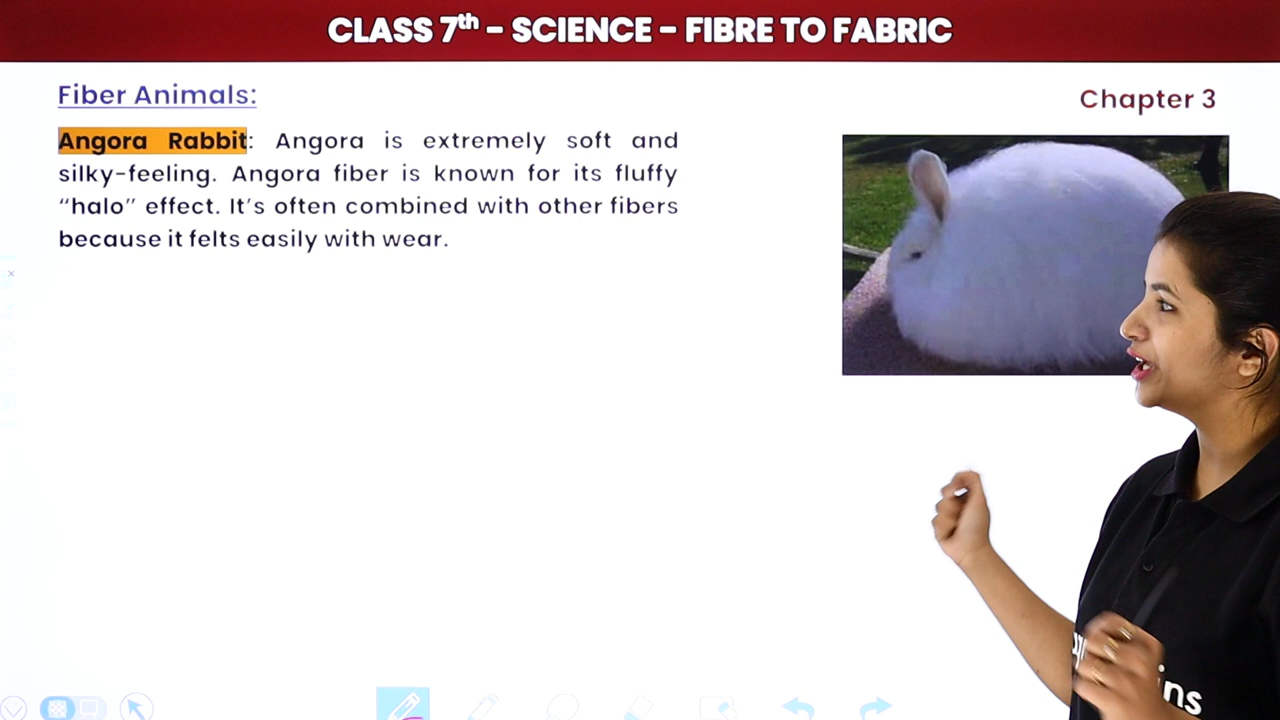 CLASS 7th - SCIENCE - FIBRE TO FABRIC
Fiber Animals:
Chapter 3
Angora Rabbit: Angora is extremely soft and
silky-feeling. Angora fiber is known for its fluffy
“halo” effect. It’s often combined with other fibers
because it felts easily with wear.